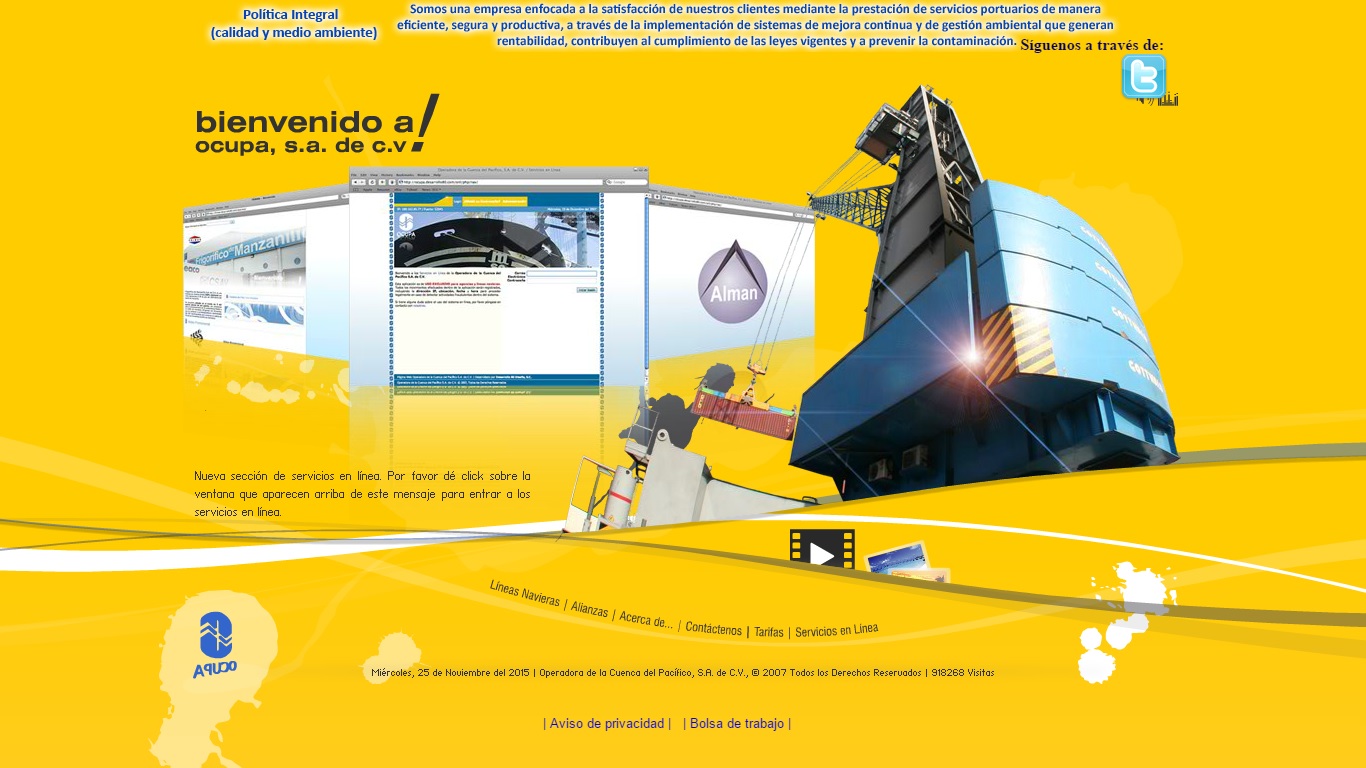 Política Integral
(calidad y medio ambiente)
Somos una empresa enfocada a la satisfacción de nuestros clientes mediante la prestación de servicios portuarios de manera
eficiente, segura y productiva, a través de la implementación de sistemas de mejora continua y de gestión ambiental que generan
rentabilidad, contribuyen al cumplimiento de las leyes vigentes y a prevenir la contaminación.
Síguenos a través de:
bienvenido a!
ocupa, s.a. de c.v
Frigorífico de Manzanill
OCUPA
Alman
GOTTWA
Nueva sección de servicios en línea. Por favor dé click sobre la
ventana que aparecen arriba de este mensaje para entrar a los
servicios en línea.
Líneas Navieras | Alianzas | Acerca de... | Contáctenos | Tarifas | Servicios en Línea
OCUPA
Miércoles, 25 de Noviembre del 2015 | Operadora de la Cuenca del Pacífico, S.A. de C.V., © 2007 Todos los Derechos Reservados | 918268 Visitas
| Aviso de privacidad | | Bolsa de trabajo |